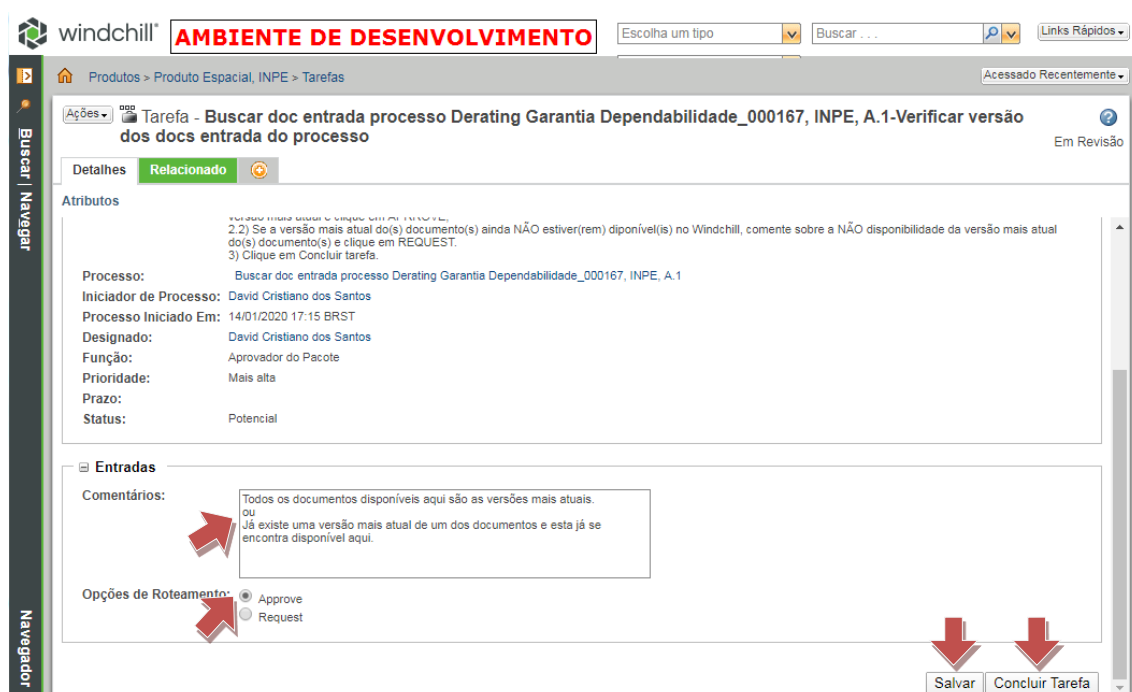 windchill®
AMBIENTE DE DESENVOLVIMENTO
Escolha um tipo
Buscar . . .
Links Rápidos
Produtos > Produto Espacial, INPE > Tarefas
Acessado Recentemente
Buscar | Navegar
Navegador
Ações
Tarefa - Buscar doc entrada processo Derating Garantia Dependabilidade_000167, INPE, A.1-Verificar versão
dos docs entrada do processo
Em Revisão
Detalhes
Relacionado
Atributos
versão mais atual e clique em APRROVE;
2.2) Se a versão mais atual do(s) documento(s) ainda NÃO estiver(rem) diponível(is) no Windchill, comente sobre a NÃO disponibilidade da versão mais atual
do(s) documento(s) e clique em REQUEST.
3) Clique em Concluir tarefa.
Processo: Buscar doc entrada processo Derating Garantia Dependabilidade_000167, INPE, A.1
Iniciador de Processo: David Cristiano dos Santos
Processo Iniciado Em: 14/01/2020 17:15 BRST
Designado: David Cristiano dos Santos
Função: Aprovador do Pacote
Prioridade: Mais alta
Prazo:
Status: Potencial
Entradas
Comentários:
Todos os documentos disponíveis aqui são as versões mais atuais.
ou
Já existe uma versão mais atual de um dos documentos e esta já se
encontra disponível aqui.
Opções de Roteamento:
Approve
Request
Salvar
Concluir Tarefa